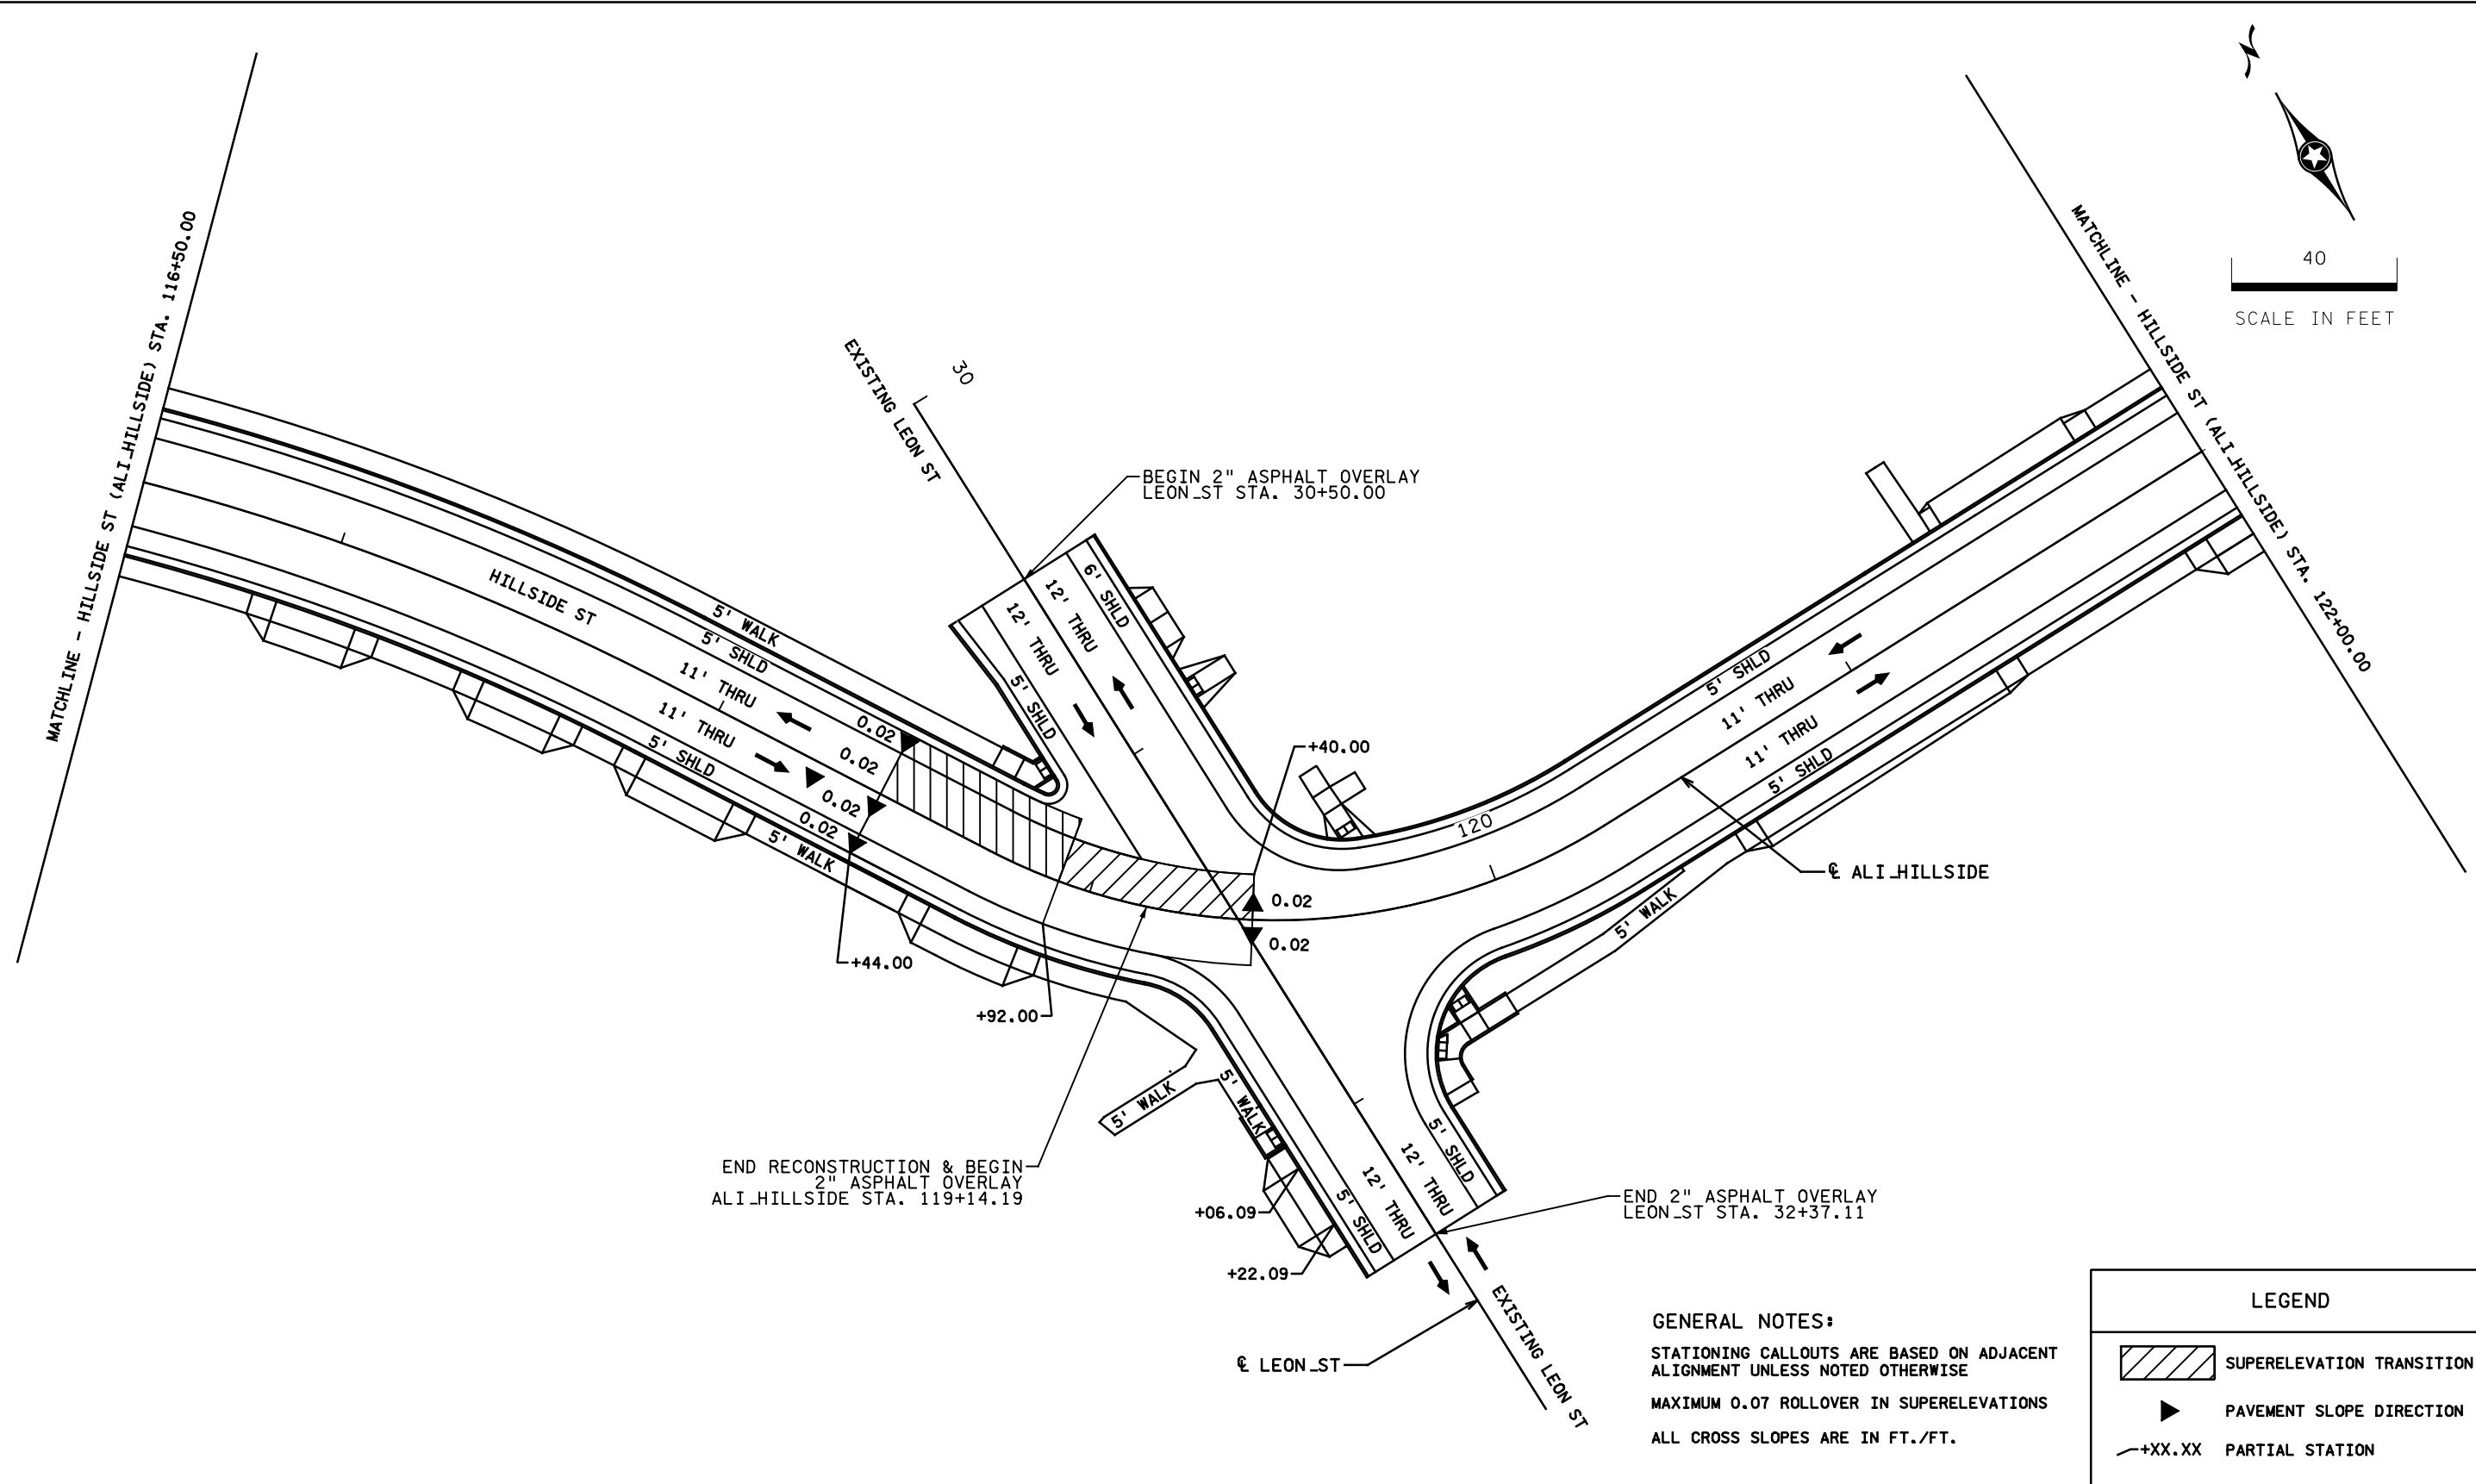 MATCHLINE - HILLSIDE ST (ALI_HILLSIDE) STA. 116+50.00
MATCHLINE - HILLSIDE ST (ALI_HILLSIDE) STA. 122+00.00
40
SCALE IN FEET
30
EXISTING LEON ST
BEGIN 2" ASPHALT OVERLAY
LEON_ST STA. 30+50.00
6' SHLD
12' THRU
12' THRU
5' SHLD
HILLSIDE ST
5' WALK
5' SHLD
11' THRU
11' THRU
5' SHLD
5' WALK
0.02
0.02
0.02
0.02
+40.00
0.02
0.02
+44.00
+92.00
120
5' SHLD
11' THRU
11' THRU
5' SHLD
℄ ALI_HILLSIDE
5' WALK
5' WALK
5' WALK
END RECONSTRUCTION & BEGIN
2" ASPHALT OVERLAY
ALI_HILLSIDE STA. 119+14.19
+06.09
+22.09
5' SHLD
12' THRU
12' THRU
5' SHLD
END 2" ASPHALT OVERLAY
LEON_ST STA. 32+37.11
℄ LEON_ST
EXISTING LEON ST
GENERAL NOTES:
STATIONING CALLOUTS ARE BASED ON ADJACENT
ALIGNMENT UNLESS NOTED OTHERWISE
MAXIMUM 0.07 ROLLOVER IN SUPERELEVATIONS
ALL CROSS SLOPES ARE IN FT./FT.
LEGEND
SUPERELEVATION TRANSITION
PAVEMENT SLOPE DIRECTION
+XX.XX PARTIAL STATION